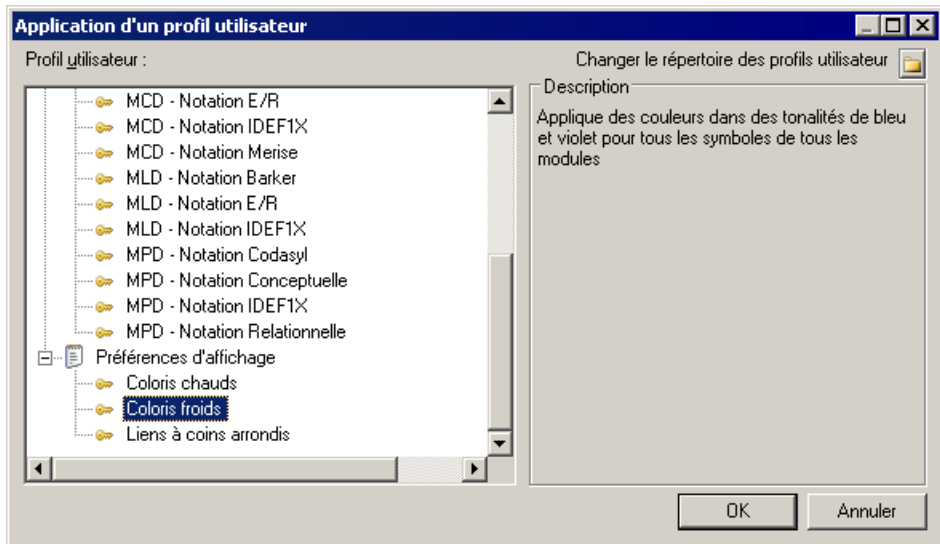 Application d'un profil utilisateur
Profil utilisateur :
Changer le répertoire des profils utilisateur
MCD - Notation E/R
MCD - Notation IDEF1X
MCD - Notation Merise
MLD - Notation Barker
MLD - Notation E/R
MLD - Notation IDEF1X
MPD - Notation Codasyl
MPD - Notation Conceptuelle
MPD - Notation IDEF1X
MPD - Notation Relationnelle
Préférences d'affichage
Coloris chauds
Coloris froids
Liens à coins arrondis
Description
Applique des couleurs dans des tonalités de bleu
et violet pour tous les symboles de tous les
modules
OK
Annuler